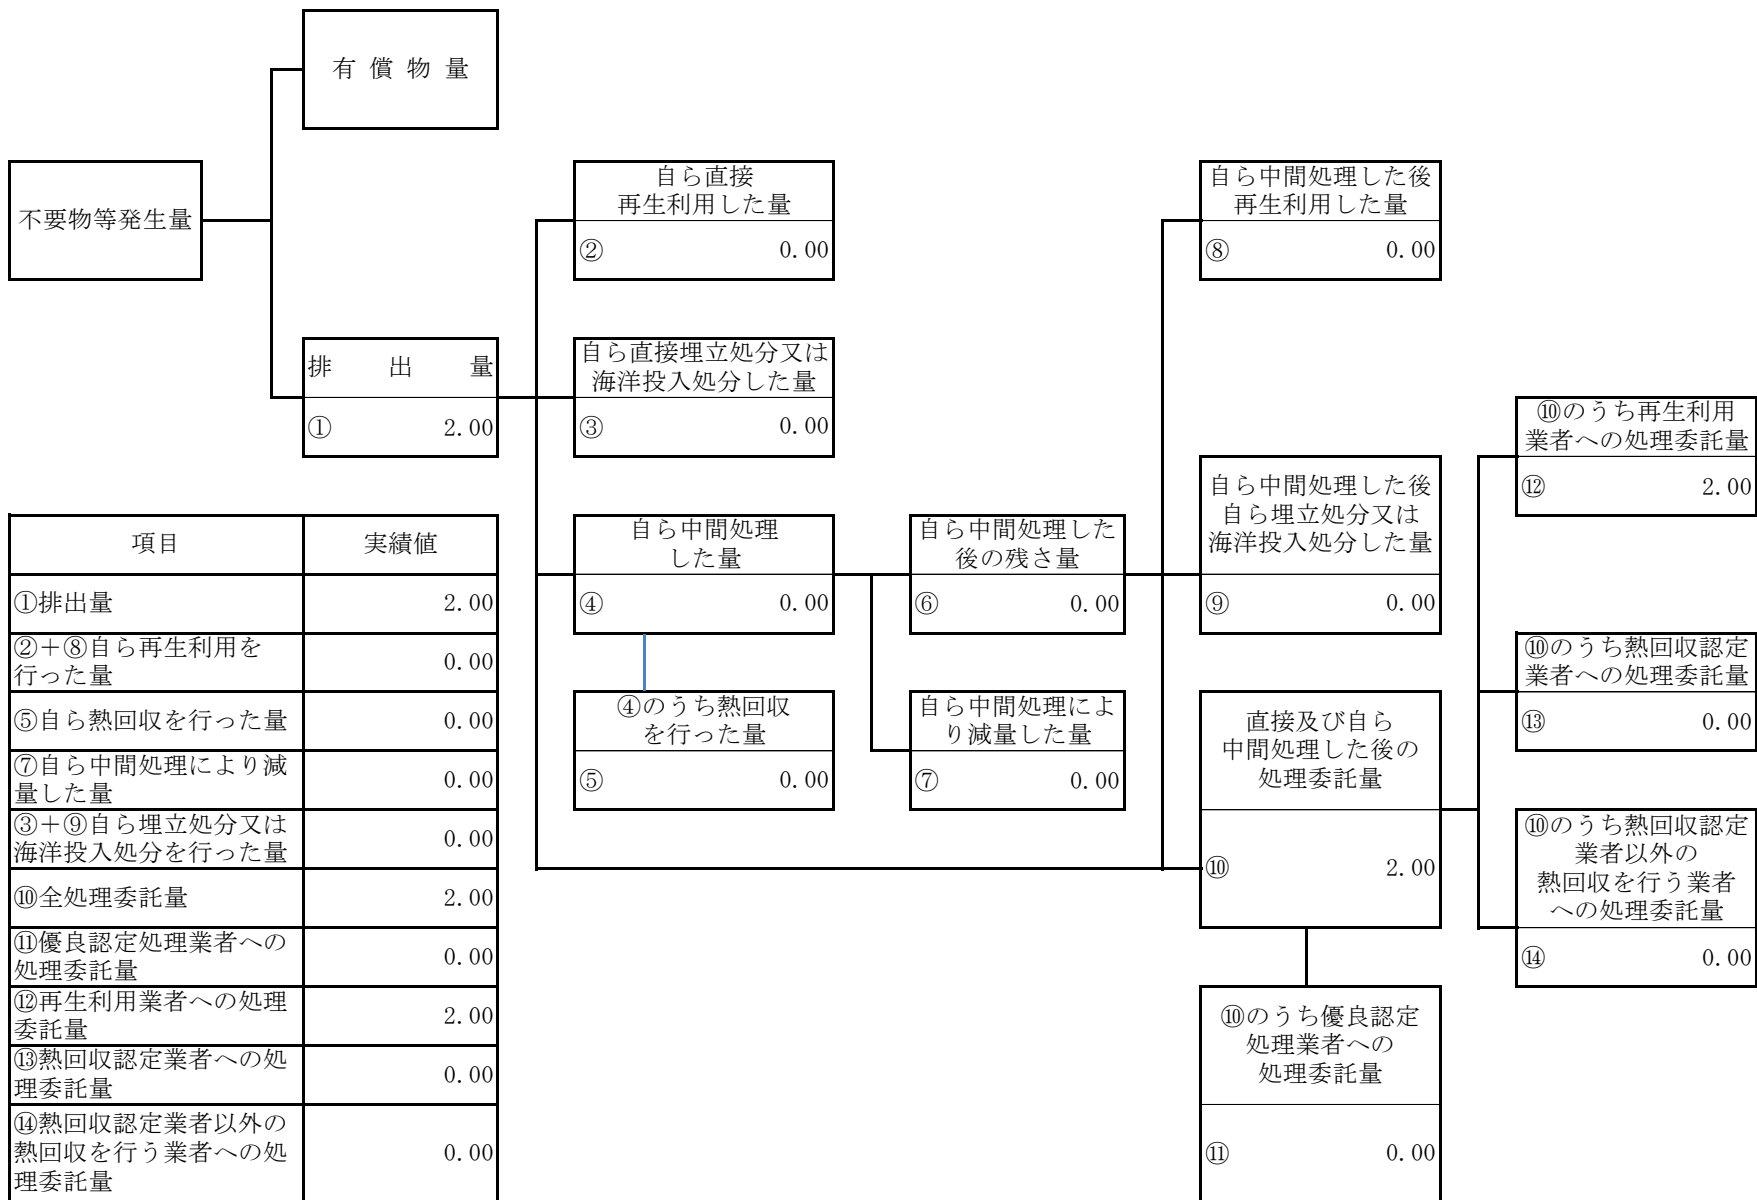 有償物量
不要物等発生量
自ら直接
再生利用した量
② 0.00
自ら中間処理した後
再生利用した量
⑧ 0.00
排出量
① 2.00
自ら直接埋立処分又は
海洋投入処分した量
③ 0.00
⑩のうち再生利用
業者への処理委託量
⑫ 2.00
自ら中間処理した後
自ら埋立処分又は
海洋投入処分した量
⑨ 0.00
自ら中間処理
した量
④ 0.00
自ら中間処理した
後の残さ量
⑥ 0.00
⑩のうち熱回収認定
業者への処理委託量
⑬ 0.00
④のうち熱回収
を行った量
⑤ 0.00
自ら中間処理によ
り減量した量
⑦ 0.00
直接及び自ら
中間処理した後の
処理委託量
⑩ 2.00
⑩のうち熱回収認定
業者以外の
熱回収を行う業者
への処理委託量
⑭ 0.00
⑩のうち優良認定
処理業者への
処理委託量
⑪ 0.00
項目 実績値
①排出量 2.00
②＋⑧自ら再生利用を
行った量 0.00
⑤自ら熱回収を行った量 0.00
⑦自ら中間処理により減
量した量 0.00
③＋⑨自ら埋立処分又は
海洋投入処分を行った量 0.00
⑩全処理委託量 2.00
⑪優良認定処理業者への
処理委託量 0.00
⑫再生利用業者への処理
委託量 2.00
⑬熱回収認定業者への処
理委託量 0.00
⑭熱回収認定業者以外の
熱回収を行う業者への処
理委託量 0.00